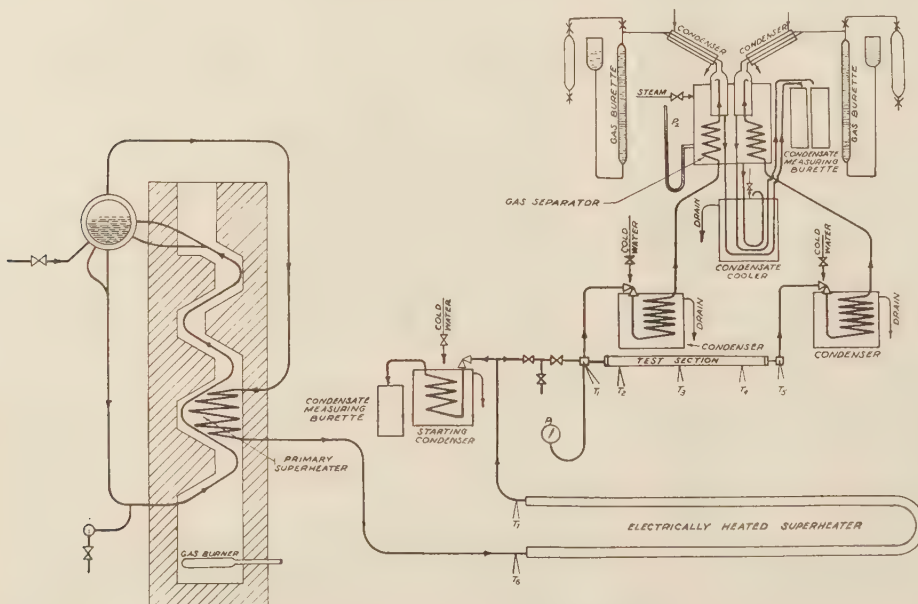 CONDENSER
CONDENSER
GAS BURETTE
GAS BURETTE
STEAM
P2
CONDENSATE
MEASURING
BURETTE
GAS SEPARATOR
DRAIN
COLD
WATER
COLD
WATER
CONDENSATE
COOLER
DRAIN
DRAIN
CONDENSER
CONDENSER
COLD
WATER
TEST SECTION
T1
T2
T3
T4
T5
CONDENSATE
MEASURING
BURETTE
STARTING
CONDENSER
PRIMARY
SUPERHEATER
T1
ELECTRICALLY HEATED SUPERHEATER
GAS BURNER
T6